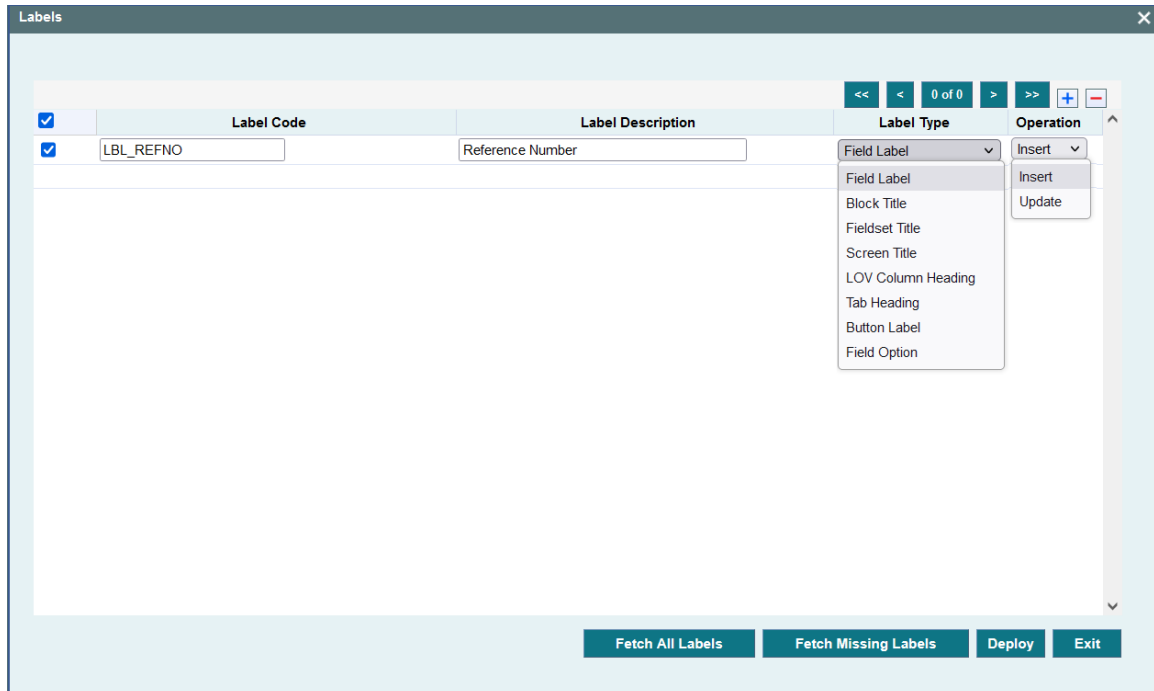 Labels
<< < 0 of 0 > >>
Label Code Label Description Label Type Operation
LBL_REFNO Reference Number Field Label Insert
Field Label Insert
Block Title Update
Fieldset Title
Screen Title
LOV Column Heading
Tab Heading
Button Label
Field Option
Fetch All Labels Fetch Missing Labels Deploy Exit